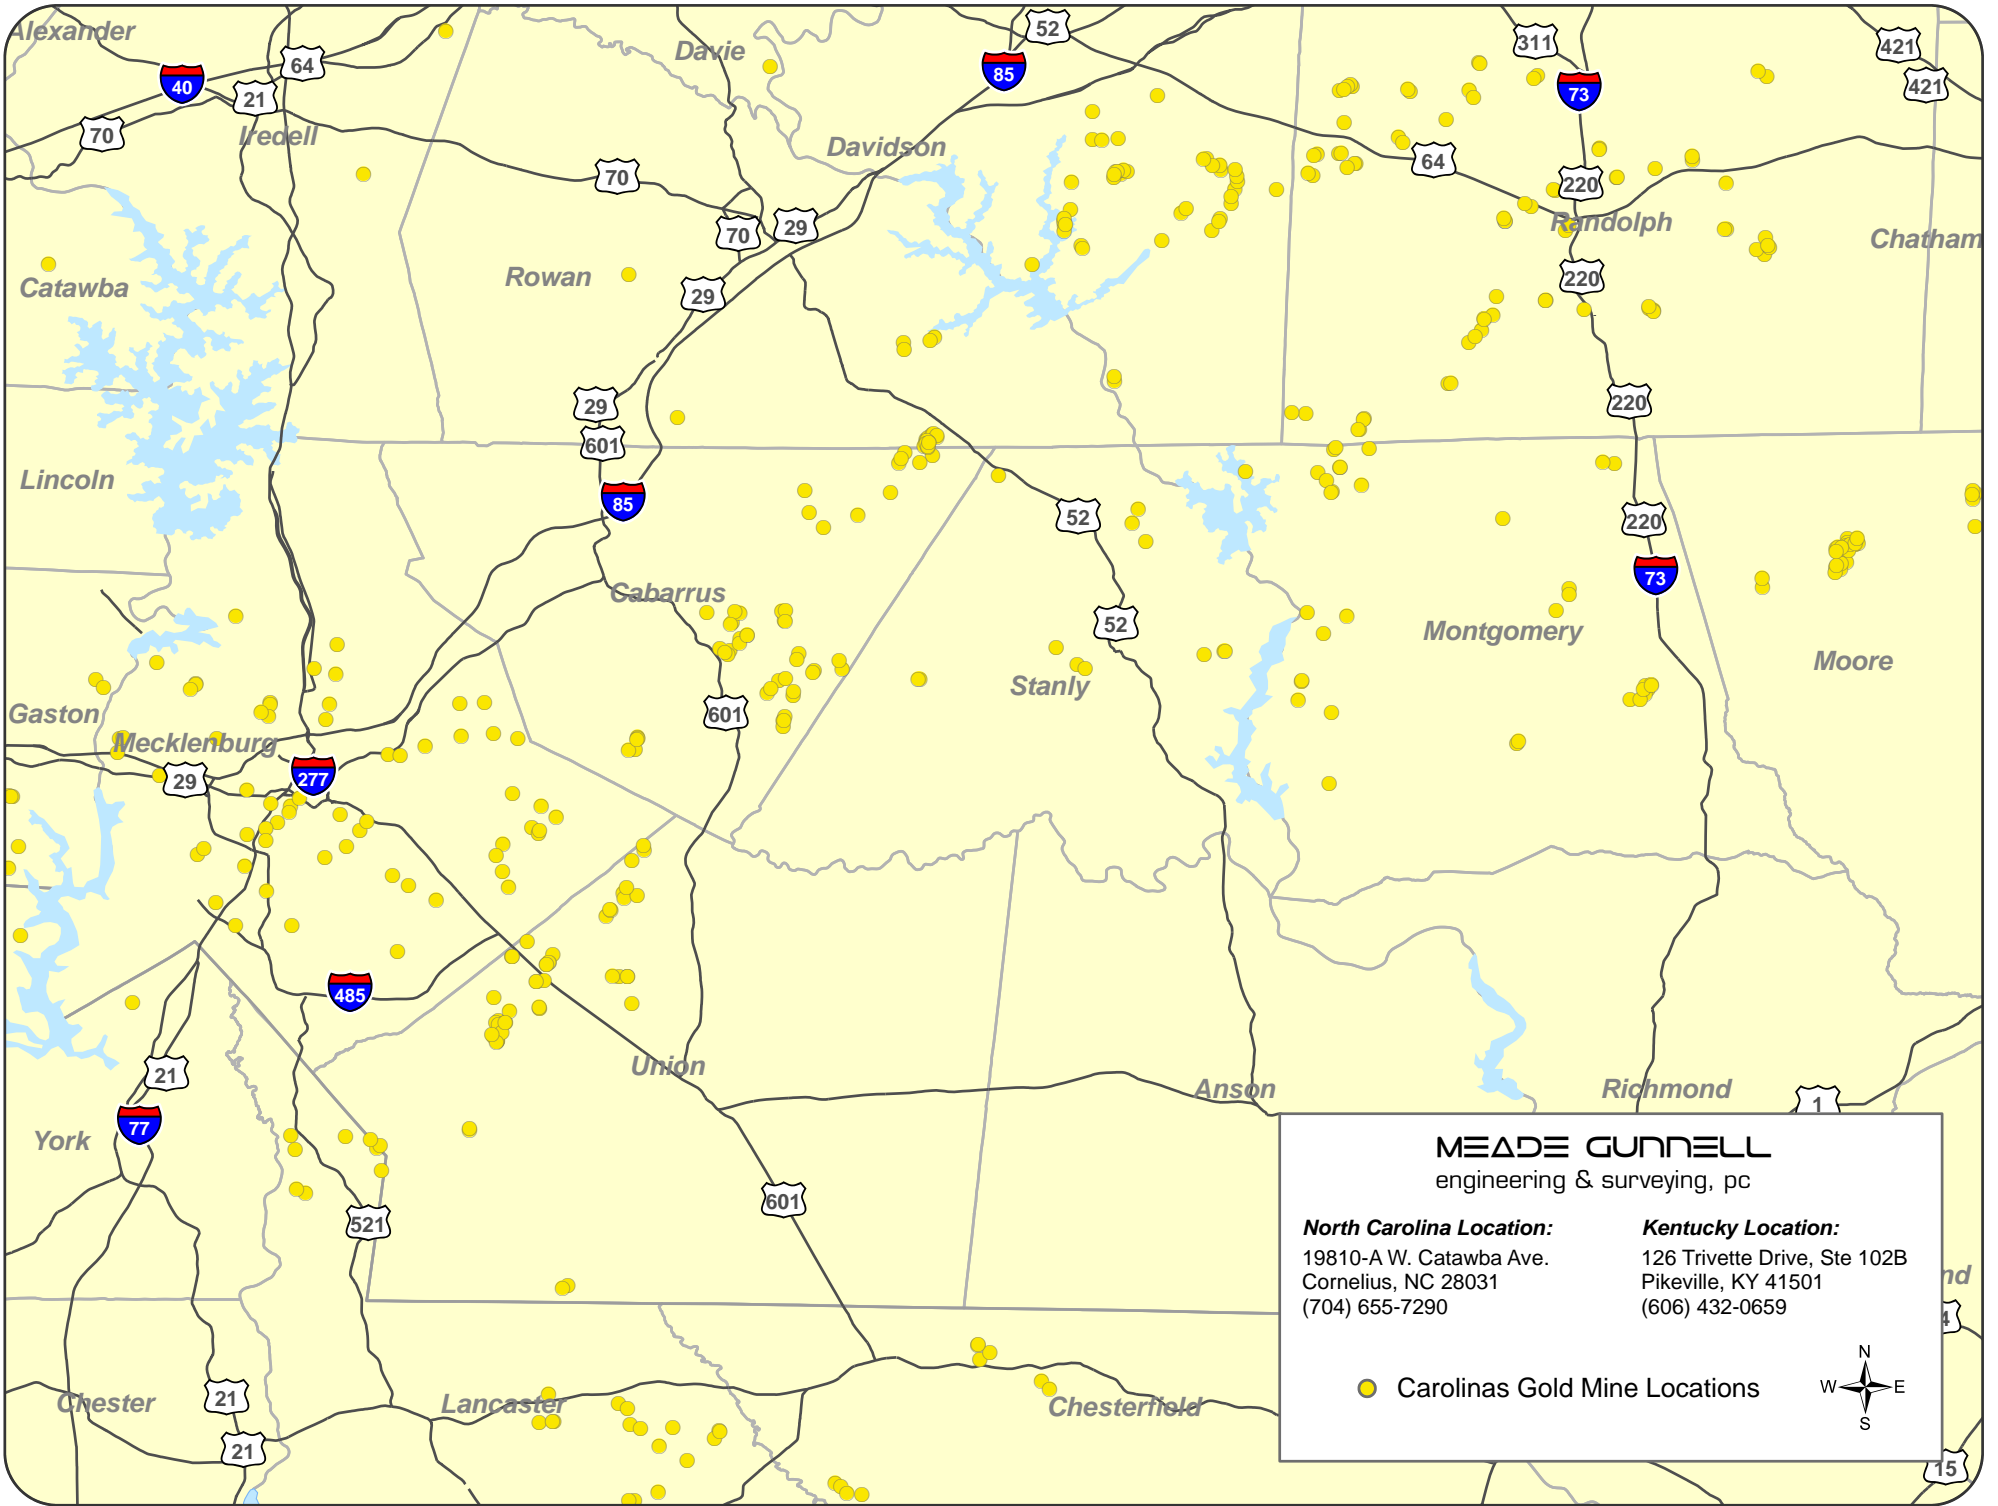 Alexander
52
311
421
Davie
64
85
40
421
21
73
70
Iredell
Davidson
64
70
220
Randolph
29
70
Chatham
Catawba
Rowan
220
29
29
220
601
Lincoln
85
52
220
73
Cabarrus
52
Montgomery
Moore
Stanly
Gaston
601
Mecklenburg
277
29
485
Union
21
Anson
Richmond
1
77
York
601
521
nd
4
21
Chester
Lancaster
Chesterfield
21
15
MEADE GUNNELL
engineering & surveying, pc
North Carolina Location:
19810-A W. Catawba Ave.
Cornelius, NC 28031
(704) 655-7290
Kentucky Location:
126 Trivette Drive, Ste 102B
Pikeville, KY 41501
(606) 432-0659
Carolinas Gold Mine Locations
N
W E
S